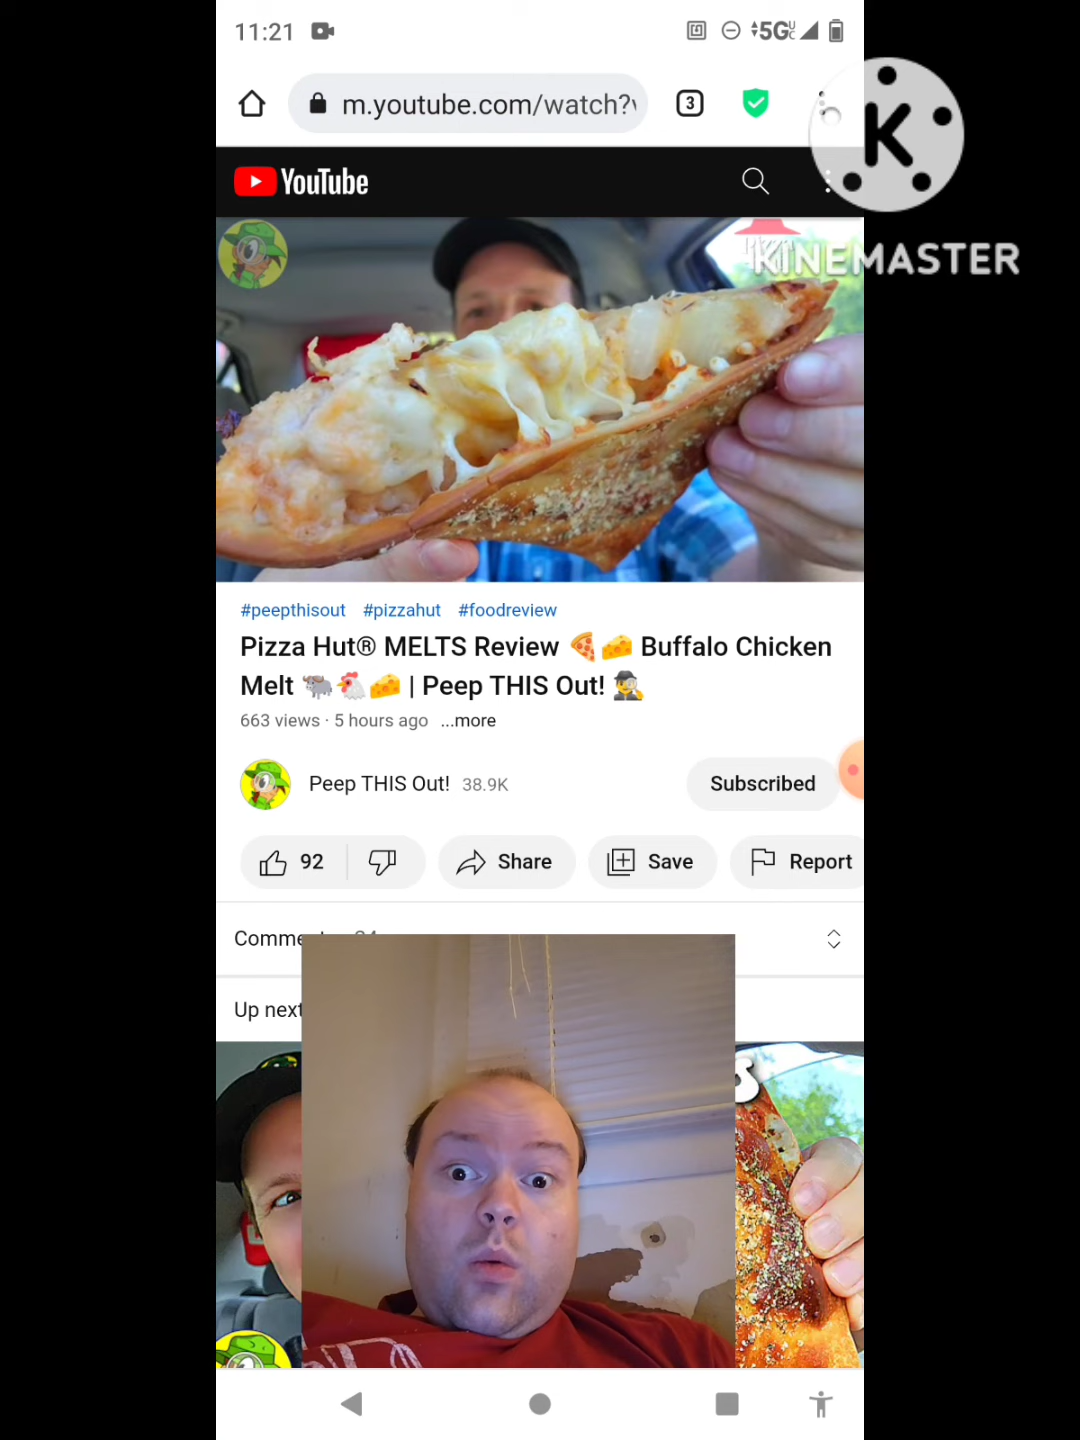 11:21
5G
UC
m.youtube.com/watch?v
3
K
YouTube
KINEMASTER
#peepthisout #pizzahut #foodreview
Pizza Hut® MELTS Review 🍕🧀 Buffalo Chicken
Melt 🐃🐔🧀 | Peep THIS Out! 🕵️
663 views · 5 hours ago ...more
Peep THIS Out! 38.9K
Subscribed
92
Share
Save
Report
Comme
Up next